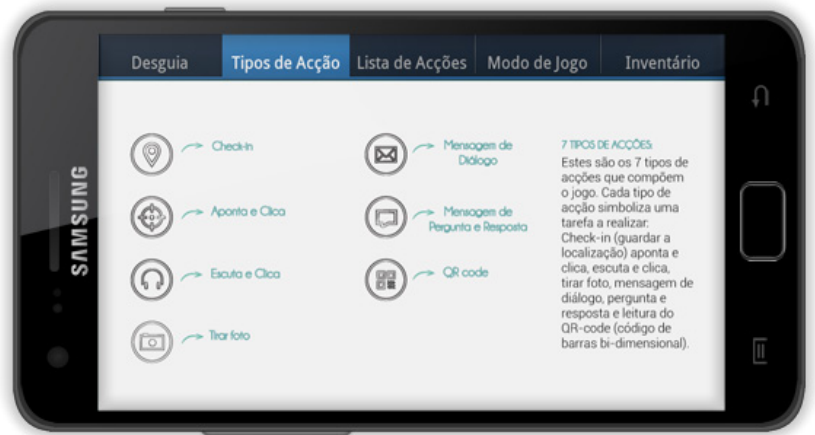 Desguia
Tipos de Acção
Lista de Acções
Modo de Jogo
Inventário
SAMSUNG
Check-in
Aponta e Clica
Escuta e Clica
Tirar foto
Mensagem de
Diálogo
Mensagem de
Pergunta e Resposta
QR code
7 TIPOS DE ACÇÕES:
Estes são os 7 tipos de
acções que compõem
o jogo. Cada tipo de
acção simboliza uma
tarefa a realizar:
Check-in (guardar a
localização) aponta e
clica, escuta e clica,
tirar foto, mensagem de
diálogo, pergunta e
resposta e leitura do
QR-code (código de
barras bi-dimensional).